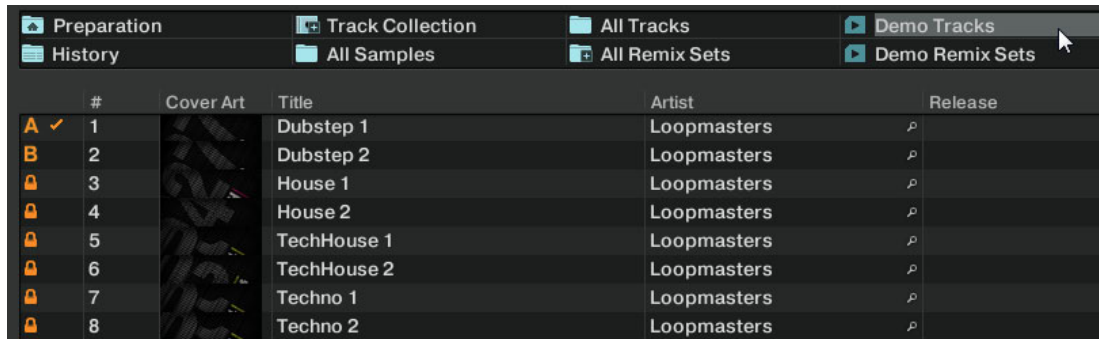 Preparation Track Collection All Tracks Demo Tracks
History All Samples All Remix Sets Demo Remix Sets
# Cover Art Title Artist Release
A 1 Dubstep 1 Loopmasters
B 2 Dubstep 2 Loopmasters
3 House 1 Loopmasters
4 House 2 Loopmasters
5 TechHouse 1 Loopmasters
6 TechHouse 2 Loopmasters
7 Techno 1 Loopmasters
8 Techno 2 Loopmasters